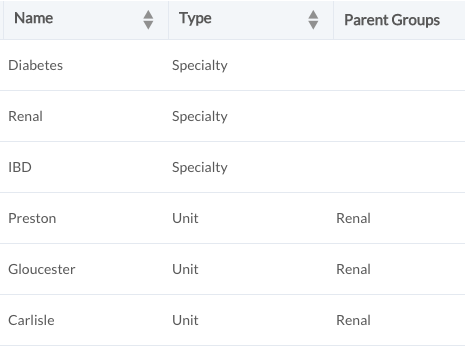 Name Type Parent Groups
Diabetes Specialty
Renal Specialty
IBD Specialty
Preston Unit Renal
Gloucester Unit Renal
Carlisle Unit Renal